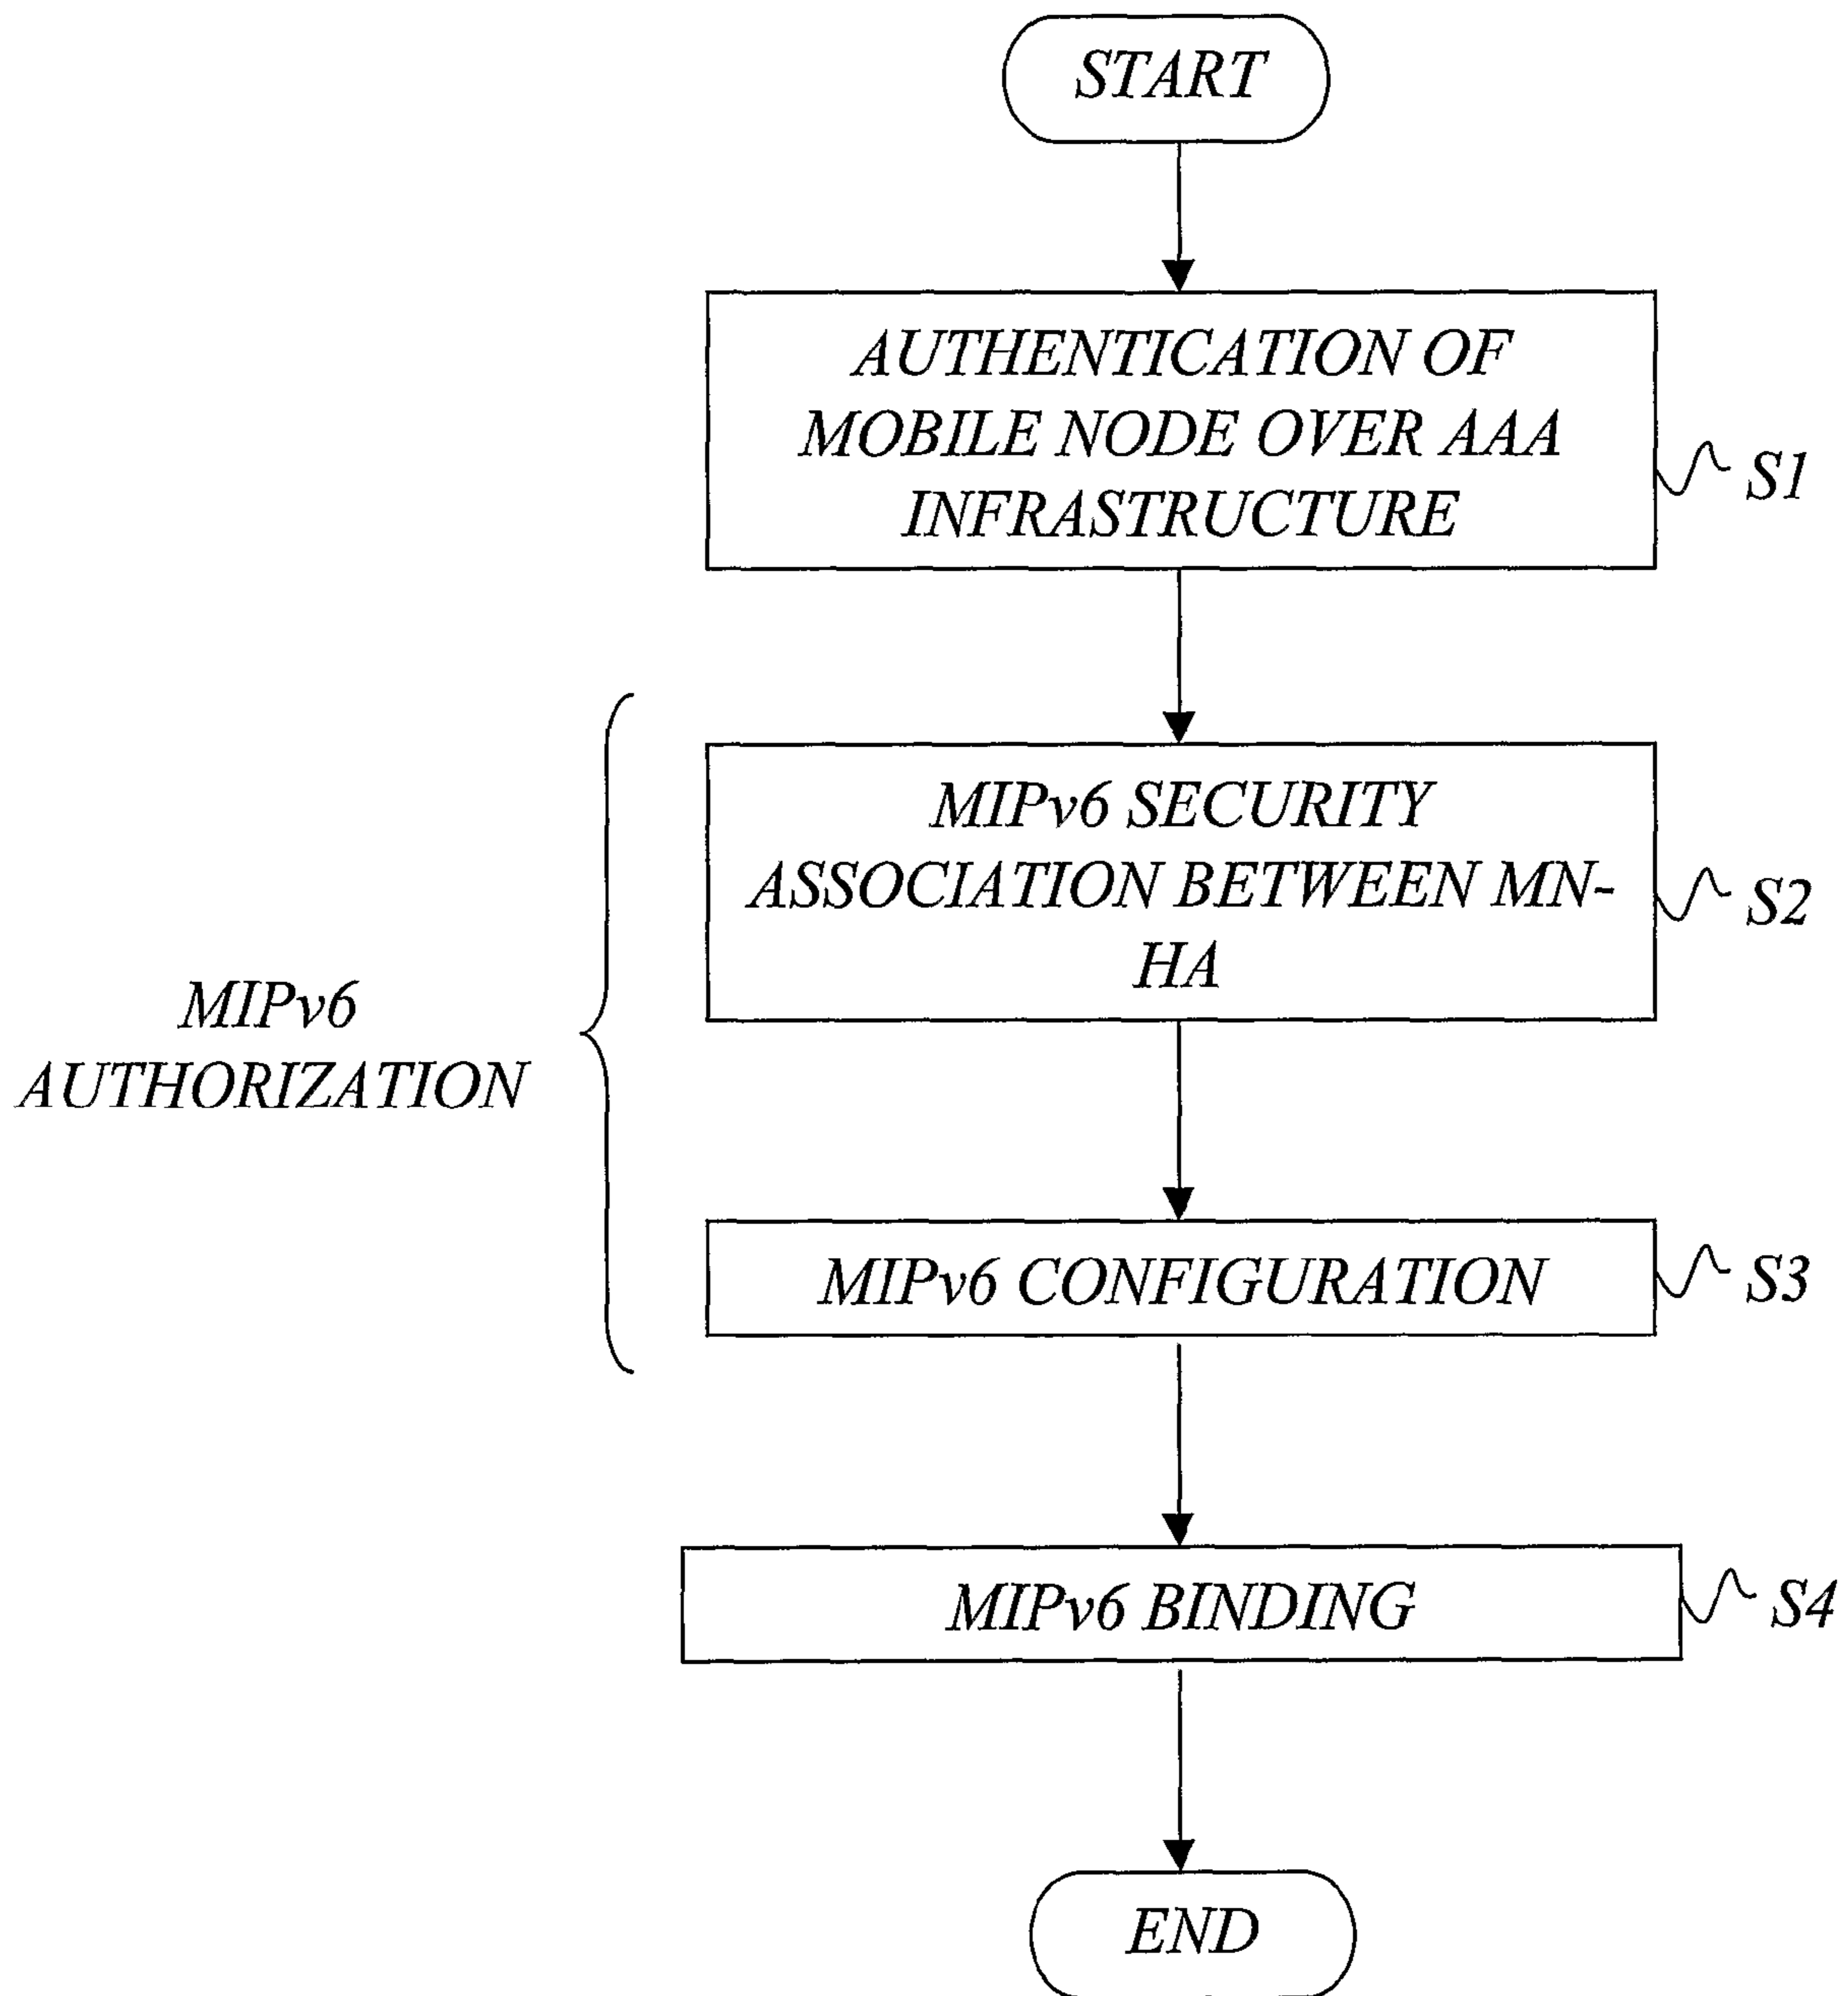 START
AUTHENTICATION OF
MOBILE NODE OVER AAA
INFRASTRUCTURE
S1
MIPv6 SECURITY
ASSOCIATION BETWEEN MN-
HA
S2
MIPv6
AUTHORIZATION
MIPv6 CONFIGURATION
S3
MIPv6 BINDING
S4
END